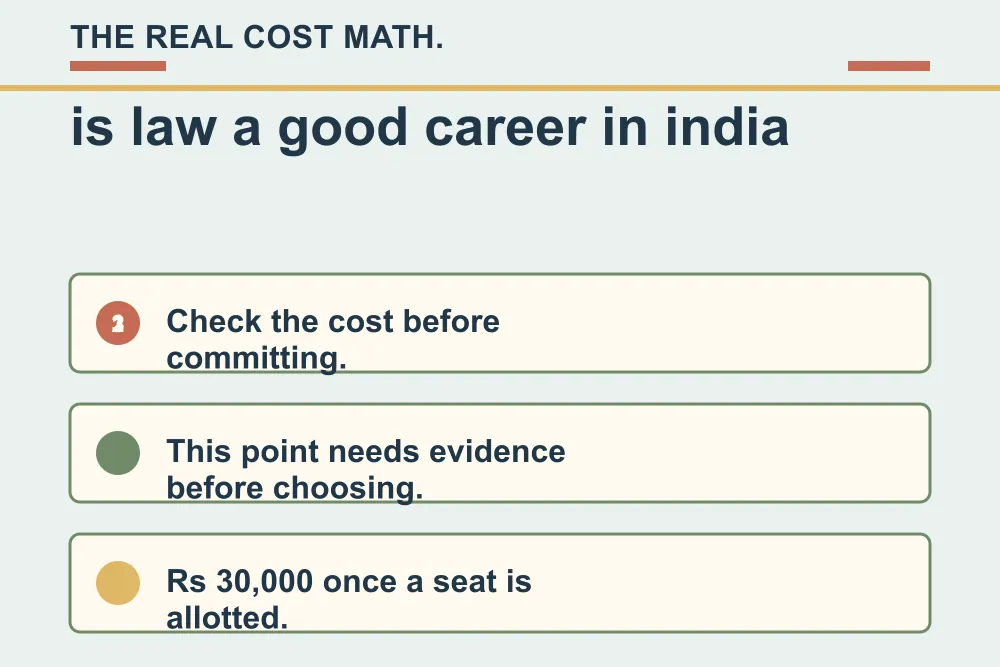 THE REAL COST MATH.
is law a good career in india
Check the cost before
committing.
This point needs evidence
before choosing.
Rs 30,000 once a seat is
allotted.